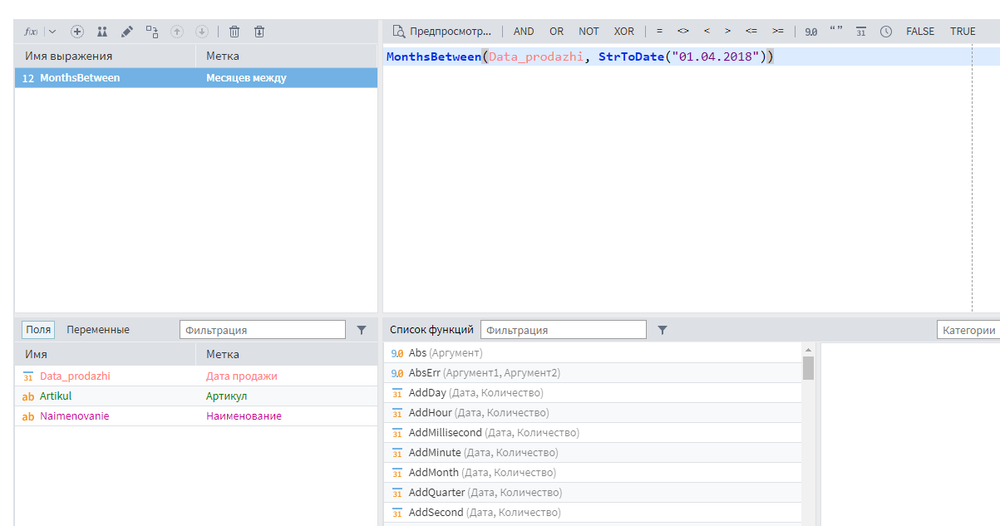 f(x) Предпросмотр... AND OR NOT XOR = <> < > <= >= 9.0 “ ” 31 FALSE TRUE
Имя выражения Метка
12 MonthsBetween Месяцев между
MonthsBetween(Data_prodazhi, StrToDate("01.04.2018"))
Поля Переменные Фильтрация
Имя Метка
31 Data_prodazhi Дата продажи
ab Artikul Артикул
ab Naimenovanie Наименование
Список функций Фильтрация Категории
9.0 Abs (Аргумент)
9.0 AbsErr (Аргумент1, Аргумент2)
31 AddDay (Дата, Количество)
31 AddHour (Дата, Количество)
31 AddMillisecond (Дата, Количество)
31 AddMinute (Дата, Количество)
31 AddMonth (Дата, Количество)
31 AddQuarter (Дата, Количество)
31 AddSecond (Дата, Количество)